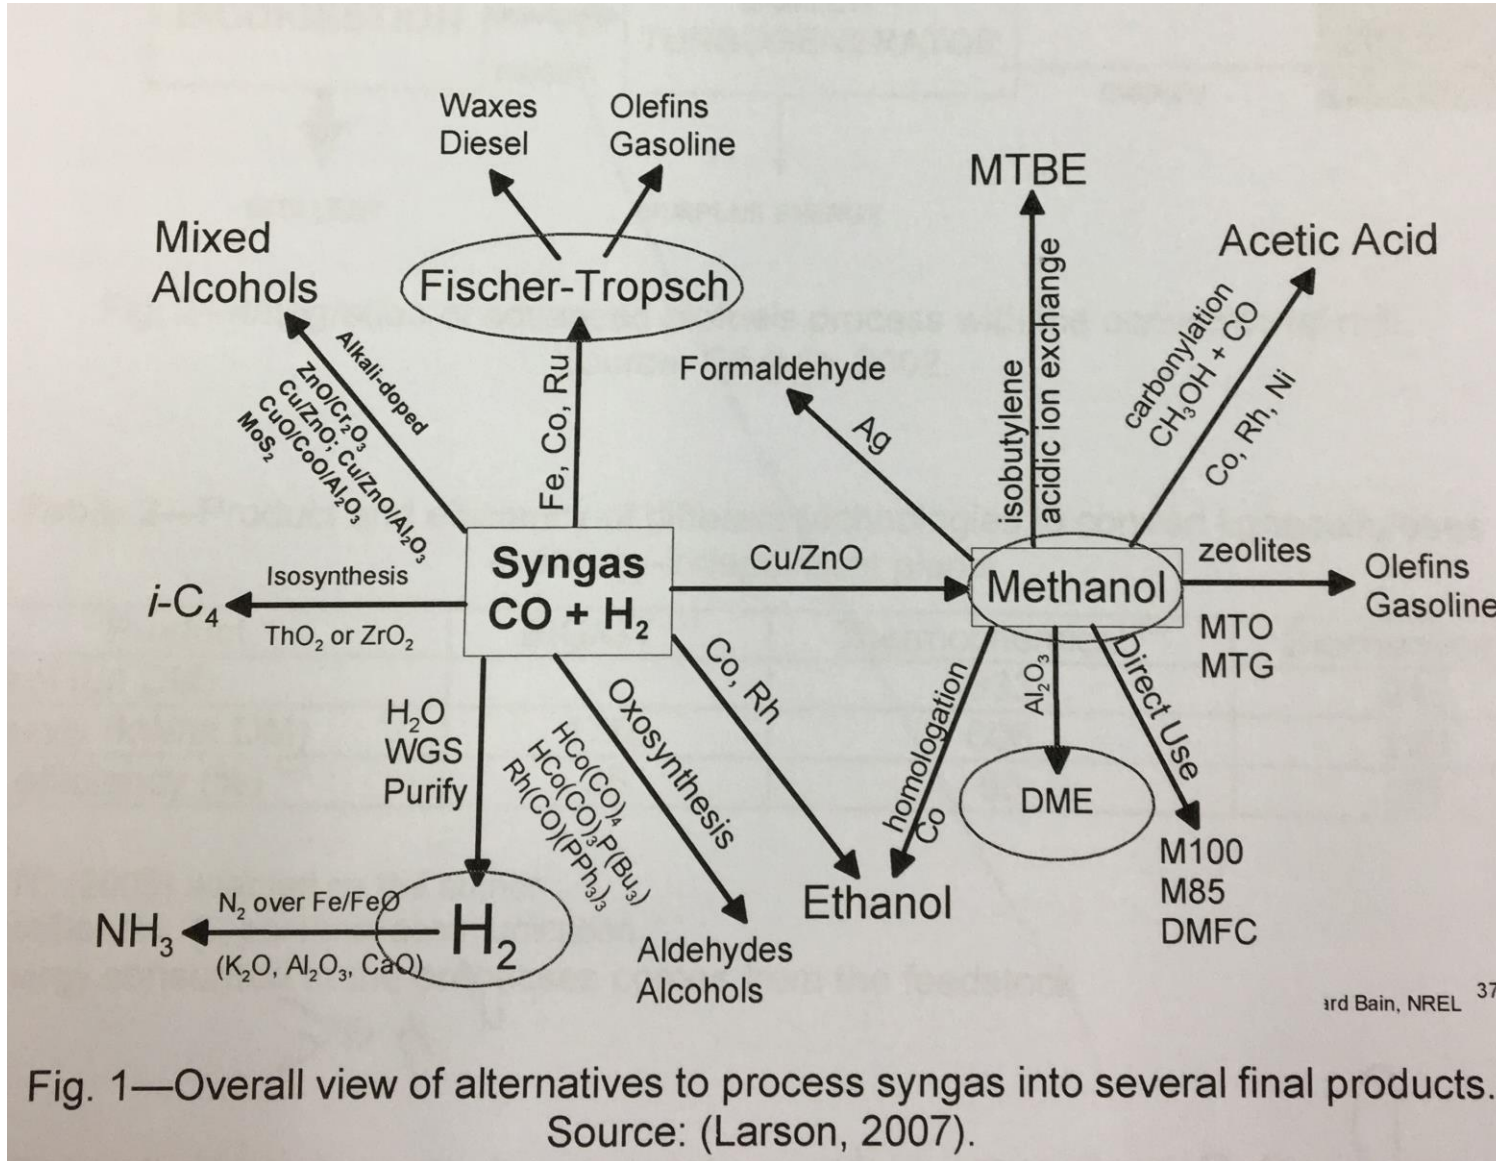 Waxes
Diesel
Olefins
Gasoline
MTBE
Mixed
Alcohols
Fischer-Tropsch
Acetic Acid
Alkali-doped
ZnO/Cr₂O₃
Cu/ZnO; Cu/ZnO/Al₂O₃
CuO/CoO/Al₂O₃
MoS₂
Fe, Co, Ru
Formaldehyde
Ag
isobutylene
acidic ion exchange
carbonylation
CH₃OH + CO
Co, Rh, Ni
Syngas
CO + H₂
Cu/ZnO
Methanol
zeolites
Olefins
Gasoline
MTO
MTG
i-C₄
Isosynthesis
ThO₂ or ZrO₂
H₂O
WGS
Purify
Oxosynthesis
HCo(CO)₄
HCo(CO)₃P(Bu₃)
Rh(CO)(PPh₃)₃
Co, Rh
homologation
Co
Al₂O₃
Direct Use
DME
M100
M85
DMFC
Ethanol
NH₃
N₂ over Fe/FeO
(K₂O, Al₂O₃, CaO)
H₂
Aldehydes
Alcohols
ard Bain, NREL
37
Fig. 1—Overall view of alternatives to process syngas into several final products.
Source: (Larson, 2007).